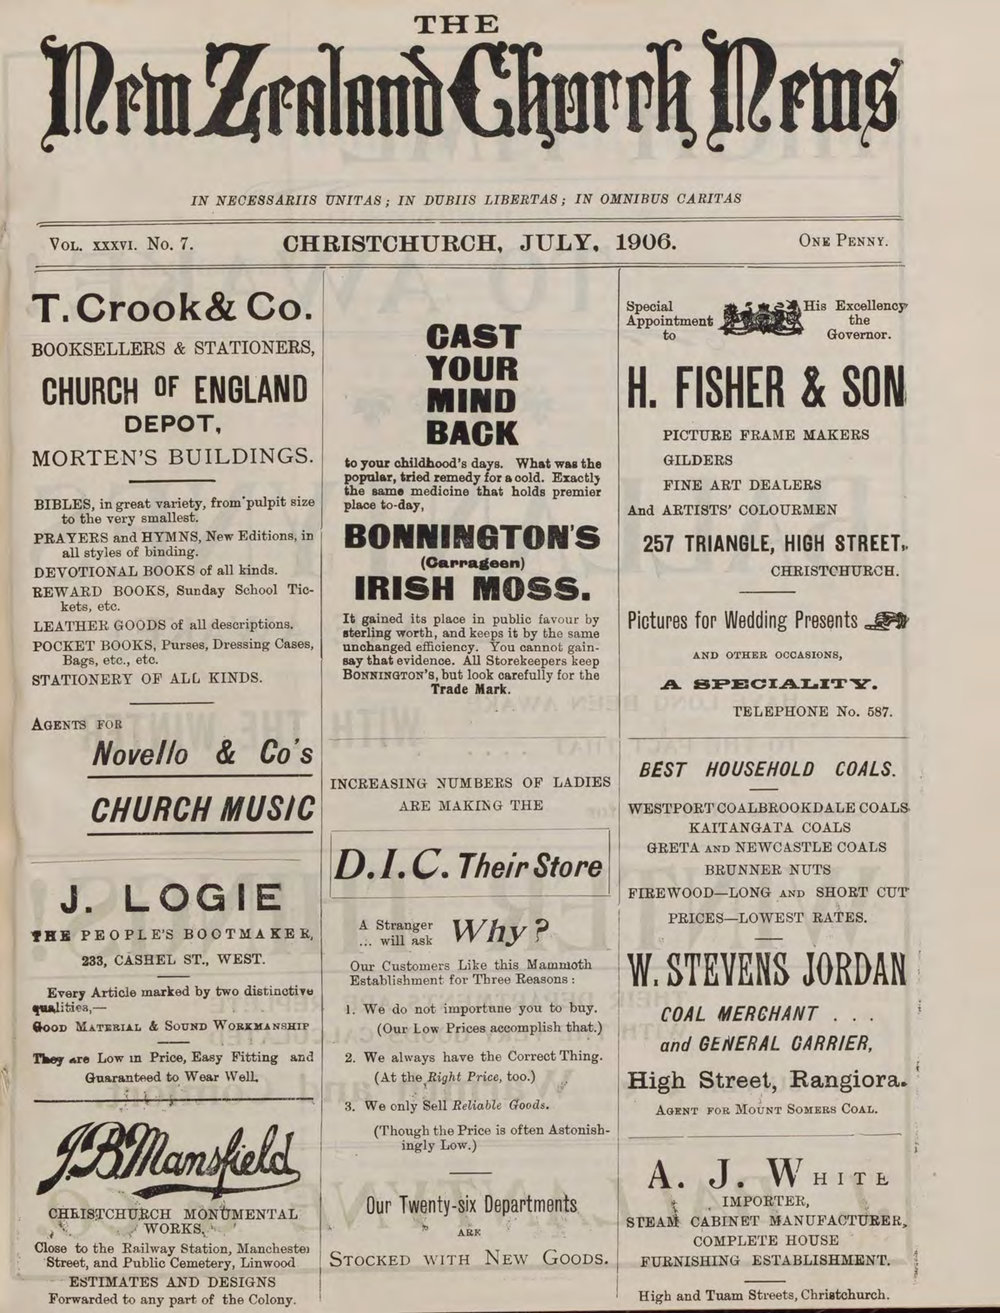 THE
New Zealand Church News
IN NECESSARIIS UNITAS; IN DUBIIS LIBERTAS; IN OMNIBUS CARITAS
VOL. XXXVI. No. 7.
CHRISTCHURCH, JULY, 1906.
ONE PENNY.
T. Crook & Co.
BOOKSELLERS & STATIONERS,
CHURCH OF ENGLAND
DEPOT,
MORTEN'S BUILDINGS.
BIBLES, in great variety, from pulpit size
to the very smallest.
PRAYERS and HYMNS, New Editions, in
all styles of binding.
DEVOTIONAL BOOKS of all kinds.
REWARD BOOKS, Sunday School Tic-
kets, etc.
LEATHER GOODS of all descriptions.
POCKET BOOKS, Purses, Dressing Cases,
Bags, etc., etc.
STATIONERY OF ALL KINDS.
AGENTS FOR
Novello & Co's
CHURCH MUSIC
J. LOGIE
THE PEOPLE'S BOOTMAKER,
233, CASHEL ST., WEST.
Every Article marked by two distinctive
qualities,—
GOOD MATERIAL & SOUND WORKMANSHIP
They are Low in Price, Easy Fitting and
Guaranteed to Wear Well.
J.B. Mansfield
CHRISTCHURCH MONUMENTAL
WORKS,
Close to the Railway Station, Manchester
Street, and Public Cemetery, Linwood
ESTIMATES AND DESIGNS
Forwarded to any part of the Colony.
CAST
YOUR
MIND
BACK
to your childhood's days. What was the
popular, tried remedy for a cold. Exactly
the same medicine that holds premier
place to-day,
BONNINGTON'S
(Carrageen)
IRISH MOSS.
It gained its place in public favour by
sterling worth, and keeps it by the same
unchanged efficiency. You cannot gain-
say that evidence. All Storekeepers keep
BONNINGTON'S, but look carefully for the
Trade Mark.
INCREASING NUMBERS OF LADIES
ARE MAKING THE
D.I.C. Their Store
A Stranger
... will ask
Why?
Our Customers Like this Mammoth
Establishment for Three Reasons:
1. We do not importune you to buy.
(Our Low Prices accomplish that.)
2. We always have the Correct Thing.
(At the Right Price, too.)
3. We only Sell Reliable Goods.
(Though the Price is often Astonish-
ingly Low.)
Our Twenty-six Departments
ARE
STOCKED WITH NEW GOODS.
Special
Appointment
to
His Excellency
the
Governor.
H. FISHER & SON
PICTURE FRAME MAKERS
GILDERS
FINE ART DEALERS
And ARTISTS' COLOURMEN
257 TRIANGLE, HIGH STREET,
CHRISTCHURCH.
Pictures for Wedding Presents
AND OTHER OCCASIONS,
A SPECIALITY.
TELEPHONE No. 587.
BEST HOUSEHOLD COALS.
WESTPORT COALBROOKDALE COALS
KAITANGATA COALS
GRETA AND NEWCASTLE COALS
BRUNNER NUTS
FIREWOOD—LONG AND SHORT CUT
PRICES—LOWEST RATES.
W. STEVENS JORDAN
COAL MERCHANT . . .
and GENERAL CARRIER,
High Street, Rangiora.
AGENT FOR MOUNT SOMERS COAL.
A. J. WHITE
IMPORTER,
STEAM CABINET MANUFACTURER,
COMPLETE HOUSE
FURNISHING ESTABLISHMENT.
High and Tuam Streets, Christchurch.